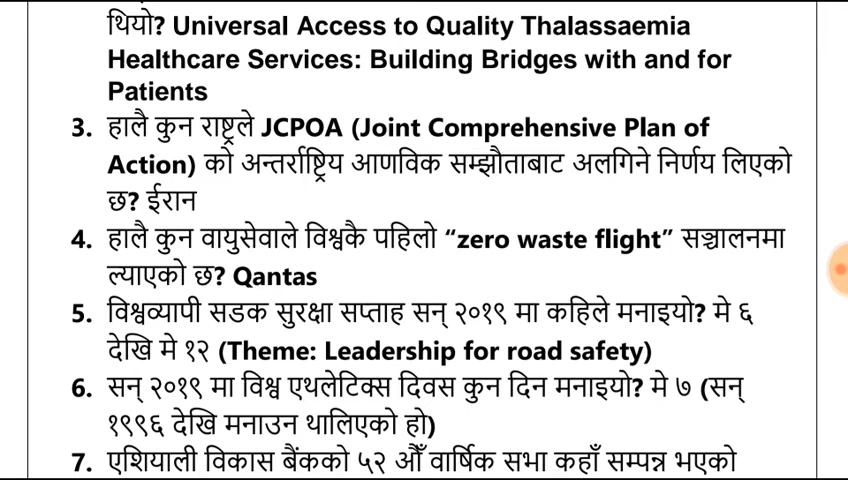 थियो? Universal Access to Quality Thalassaemia
Healthcare Services: Building Bridges with and for
Patients
3. हालै कुन राष्ट्रले JCPOA (Joint Comprehensive Plan of
Action) को अन्तर्राष्ट्रिय आणविक सम्झौताबाट अलगिने निर्णय लिएको
छ? ईरान
4. हालै कुन वायुसेवाले विश्वकै पहिलो “zero waste flight” सञ्चालनमा
ल्याएको छ? Qantas
5. विश्वव्यापी सडक सुरक्षा सप्ताह सन् २०१९ मा कहिले मनाइयो? मे ६
देखि मे १२ (Theme: Leadership for road safety)
6. सन् २०१९ मा विश्व एथलेटिक्स दिवस कुन दिन मनाइयो? मे ७ (सन्
१९९६ देखि मनाउन थालिएको हो)
7. एशियाली विकास बैंकको ५२ औँ वार्षिक सभा कहाँ सम्पन्न भएको